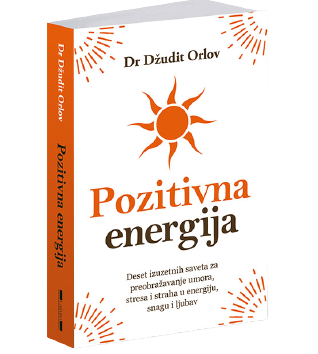 Dr Džudit Orlov
Pozitivna
energija
Deset izuzetnih saveta za
preobražavanje umora,
stresa i straha u energiju,
snagu i ljubav
Dr Džudit Orlov
Pozitivna energija